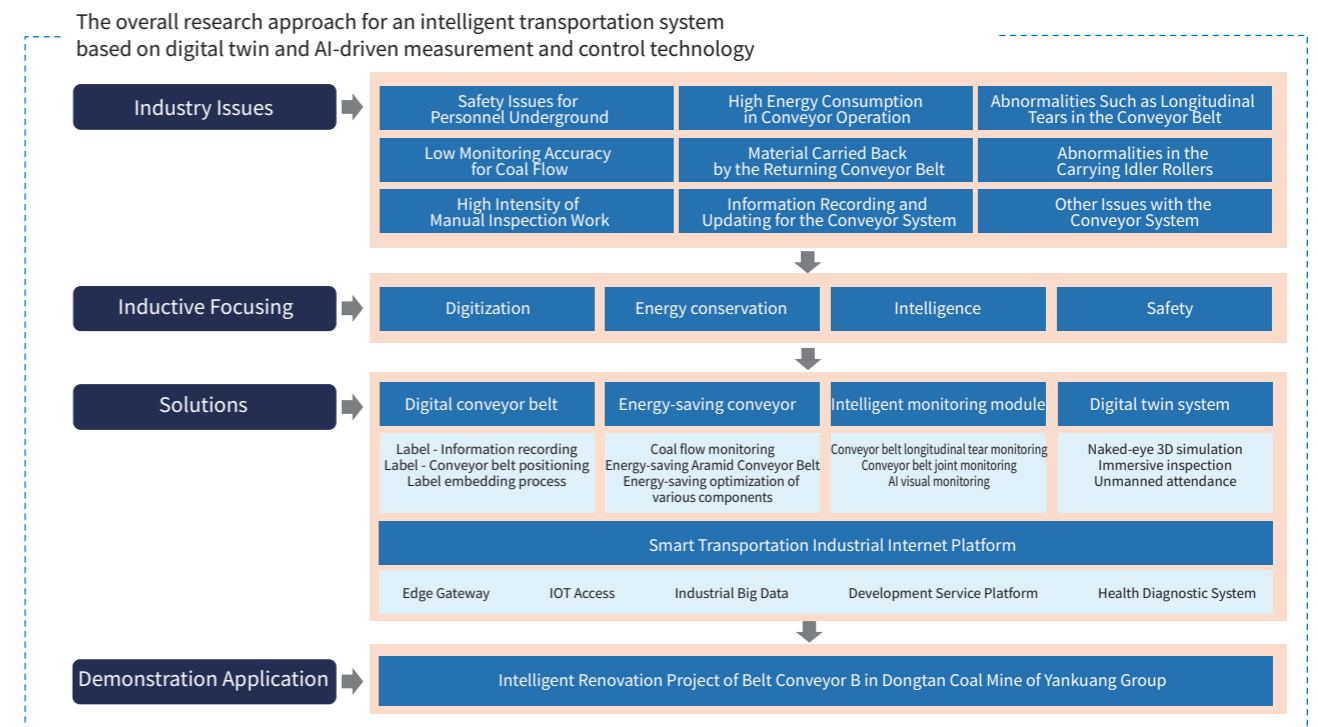 The overall research approach for an intelligent transportation system
based on digital twin and AI-driven measurement and control technology
Industry Issues
Safety Issues for
Personnel Underground
High Energy Consumption
in Conveyor Operation
Abnormalities Such as Longitudinal
Tears in the Conveyor Belt
Low Monitoring Accuracy
for Coal Flow
Material Carried Back
by the Returning Conveyor Belt
Abnormalities in the
Carrying Idler Rollers
High Intensity of
Manual Inspection Work
Information Recording and
Updating for the Conveyor System
Other Issues with the
Conveyor System
Inductive Focusing
Digitization
Energy conservation
Intelligence
Safety
Solutions
Digital conveyor belt
Energy-saving conveyor
Intelligent monitoring module
Digital twin system
Label - Information recording
Label - Conveyor belt positioning
Label embedding process
Coal flow monitoring
Energy-saving Aramid Conveyor Belt
Energy-saving optimization of
various components
Conveyor belt longitudinal tear monitoring
Conveyor belt joint monitoring
AI visual monitoring
Naked-eye 3D simulation
Immersive inspection
Unmanned attendance
Smart Transportation Industrial Internet Platform
Edge Gateway
IOT Access
Industrial Big Data
Development Service Platform
Health Diagnostic System
Demonstration Application
Intelligent Renovation Project of Belt Conveyor B in Dongtan Coal Mine of Yankuang Group